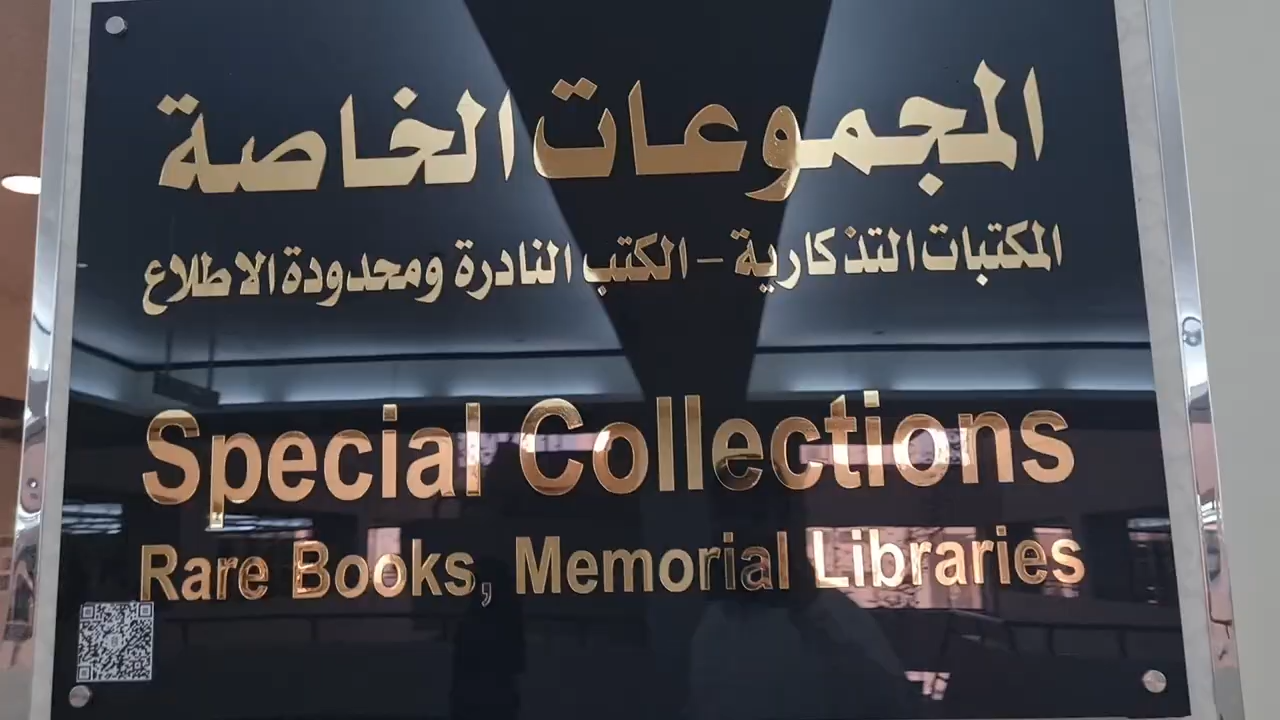 المجموعات الخاصة
المكتبات التذكارية - الكتب النادرة ومحدودة الاطلاع
Special Collections
Rare Books, Memorial Libraries